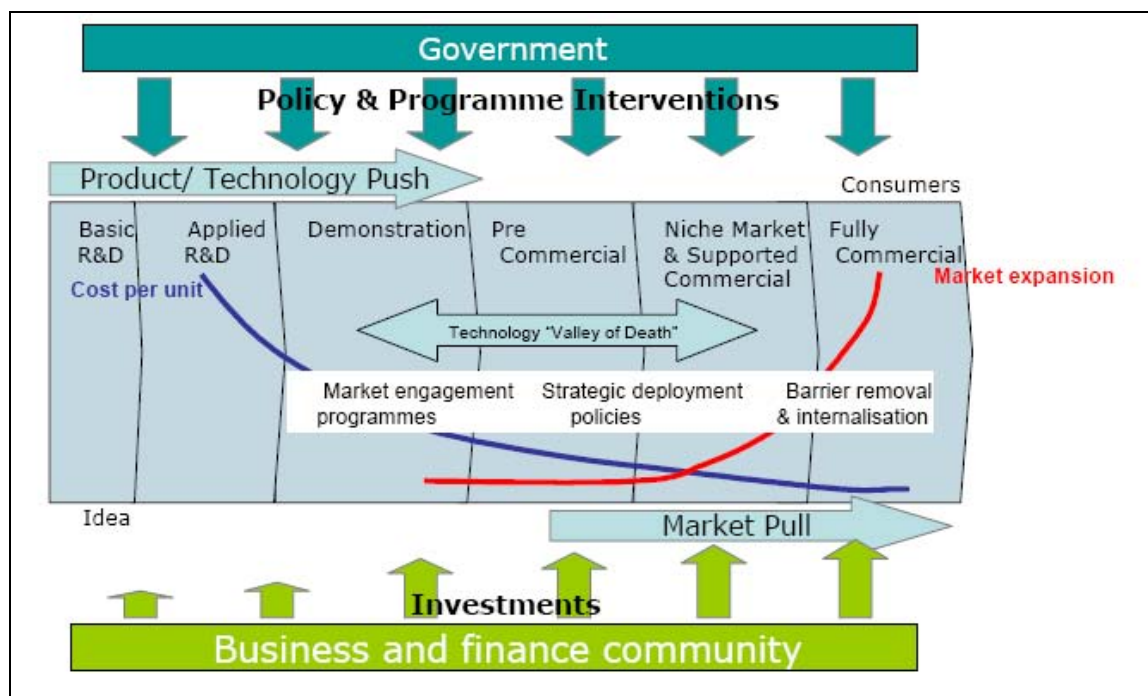 Government
Policy & Programme Interventions
Product/ Technology Push
Consumers
Basic
R&D
Applied
R&D
Demonstration
Pre
Commercial
Niche Market
& Supported
Commercial
Fully
Commercial
Cost per unit
Market expansion
Technology "Valley of Death"
Market engagement
programmes
Strategic deployment
policies
Barrier removal
& internalisation
Idea
Market Pull
Investments
Business and finance community